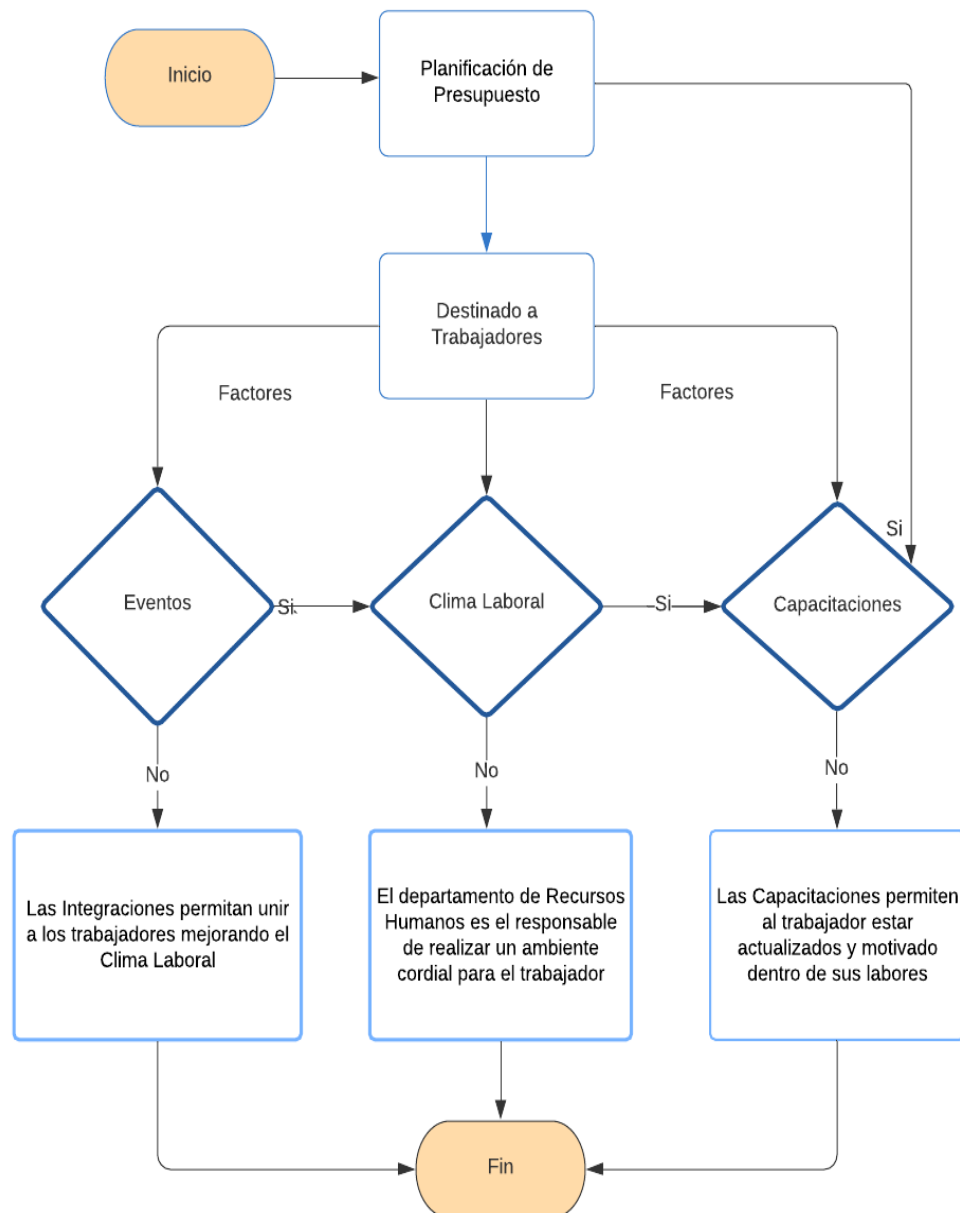 Inicio
Planificación de
Presupuesto
Destinado a
Trabajadores
Factores
Factores
Si
Eventos
Si
Clima Laboral
Si
Capacitaciones
No
No
No
Las Integraciones permitan unir
a los trabajadores mejorando el
Clima Laboral
El departamento de Recursos
Humanos es el responsable
de realizar un ambiente
cordial para el trabajador
Las Capacitaciones permiten
al trabajador estar
actualizados y motivado
dentro de sus labores
Fin